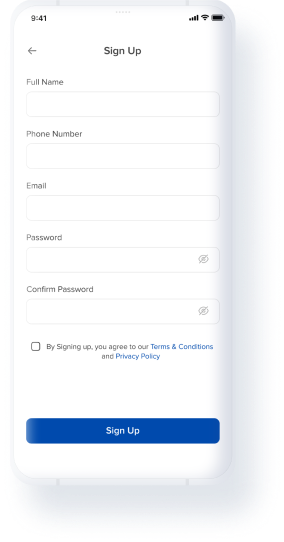 9:41
Sign Up
Full Name
Phone Number
Email
Password
Confirm Password
By Signing up, you agree to our Terms & Conditions
and Privacy Policy
Sign Up